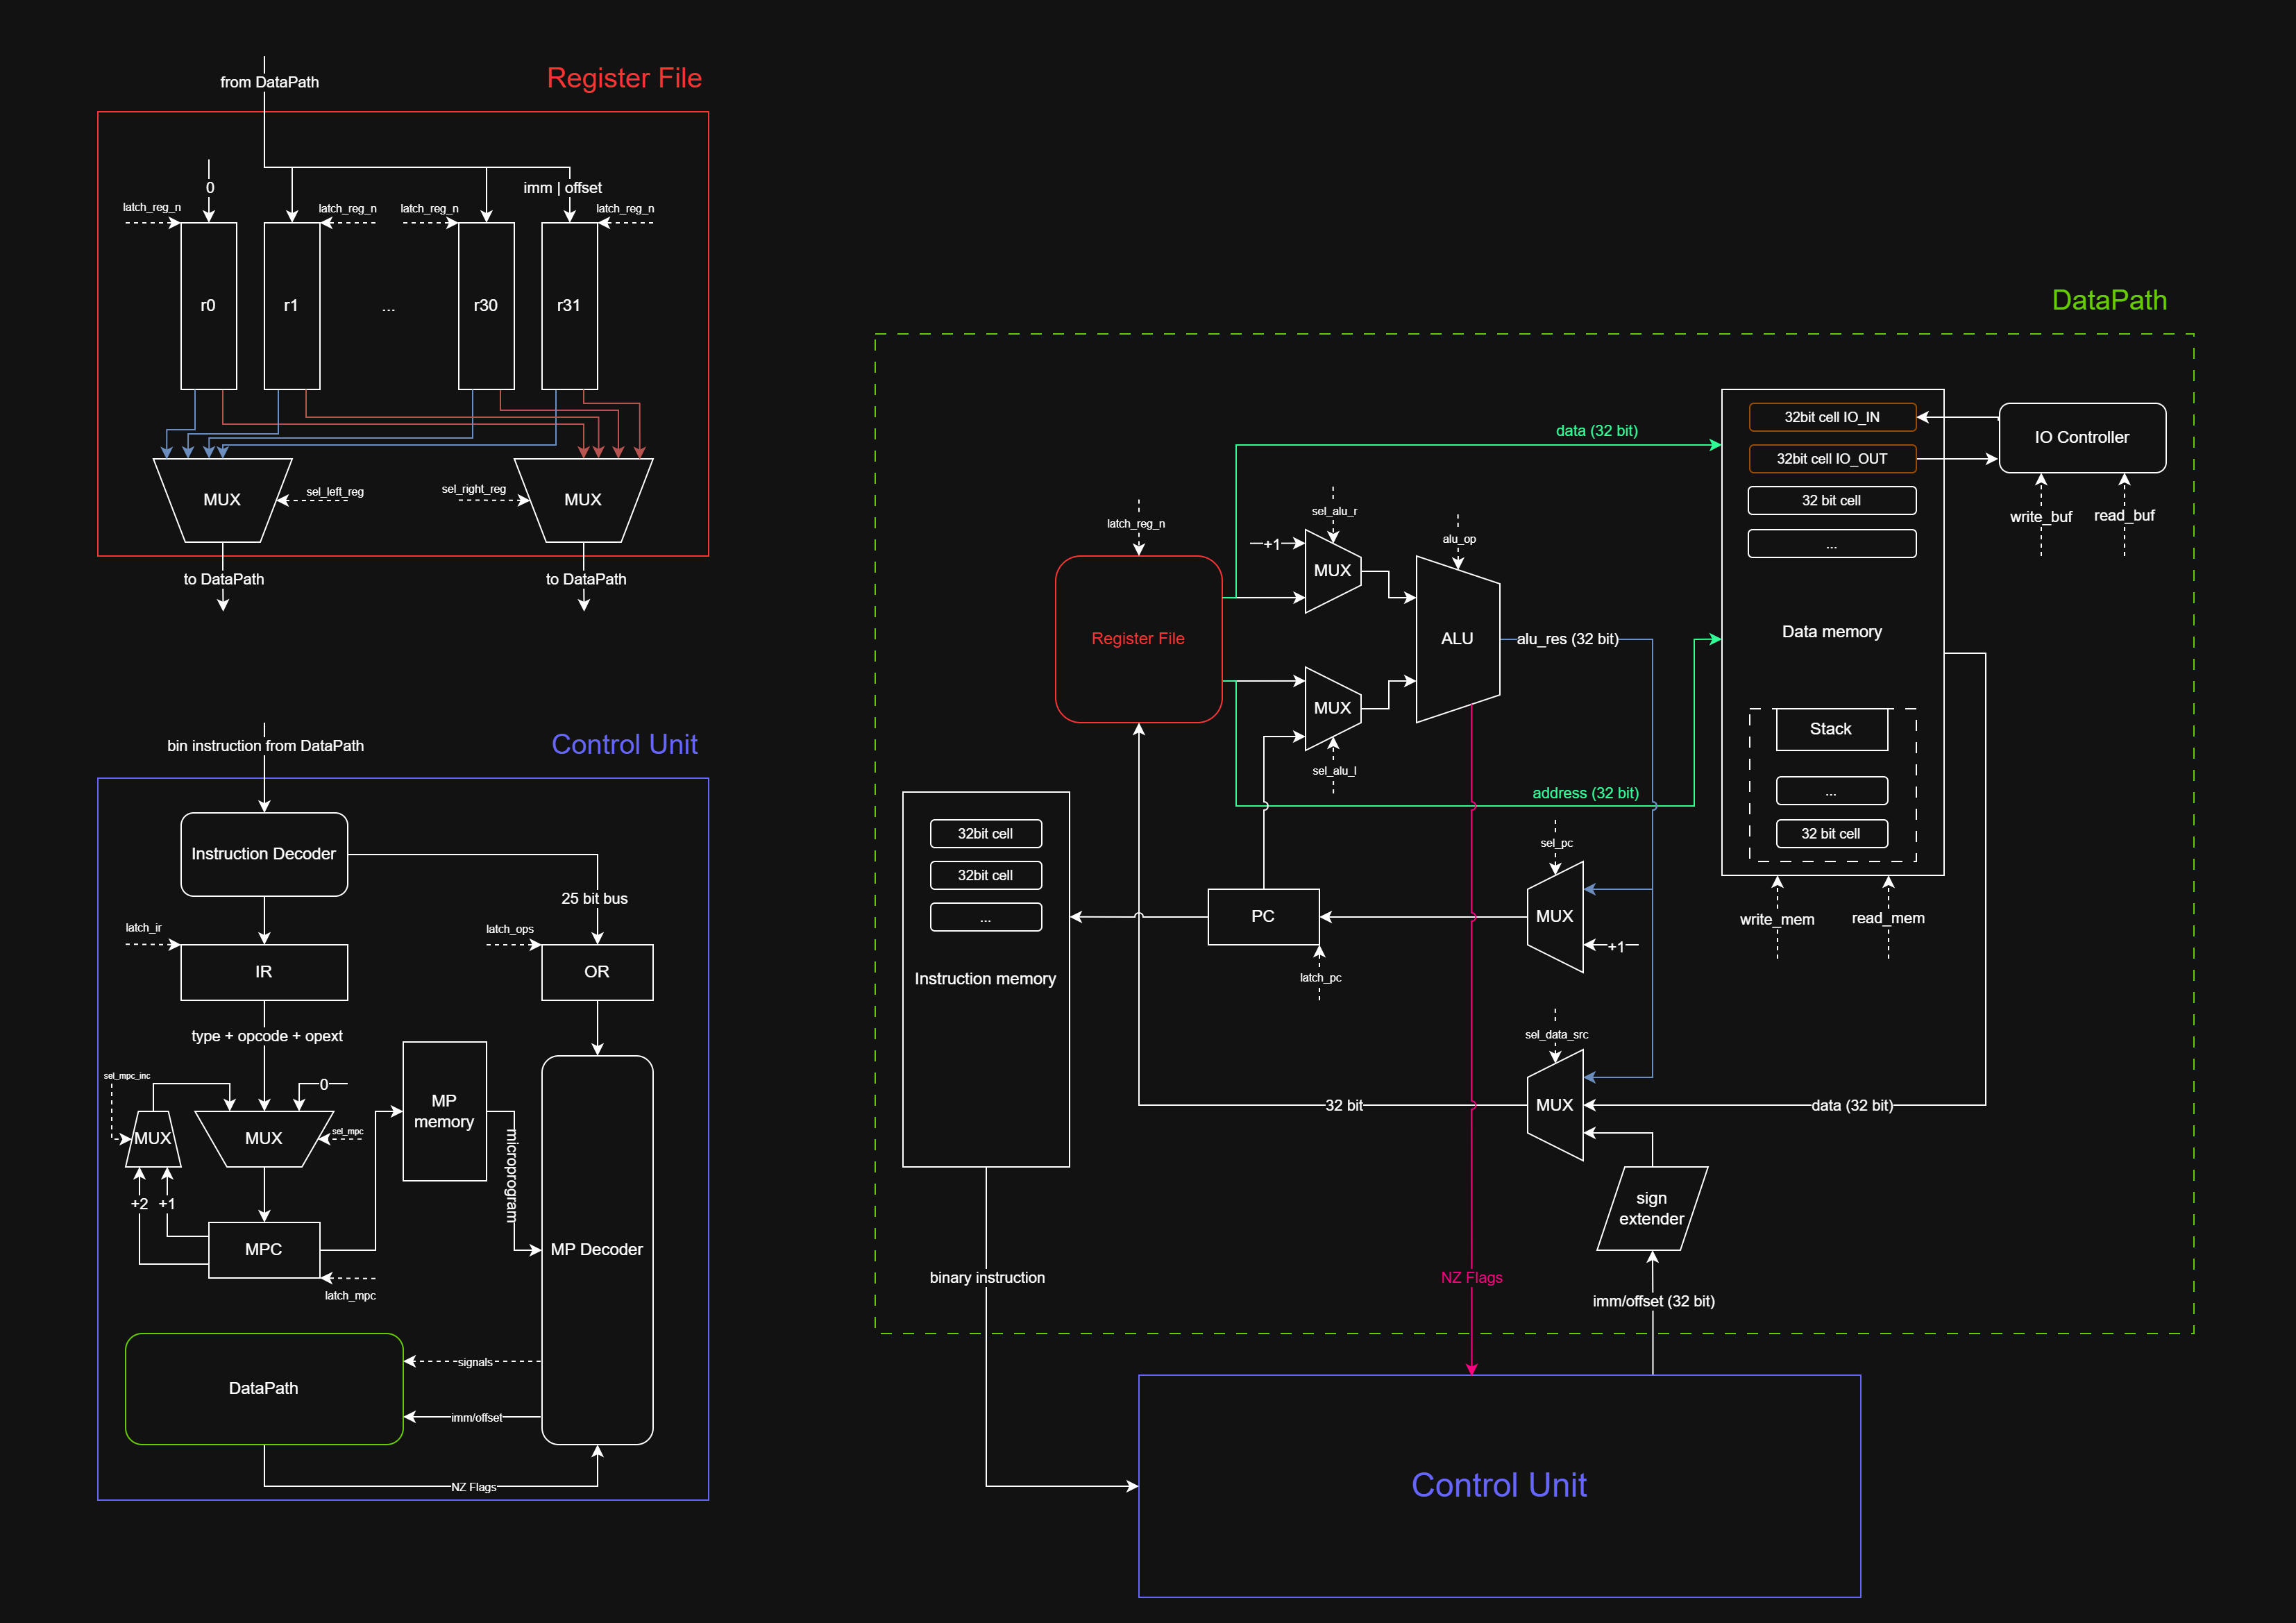 Register File
from DataPath
0
imm | offset
latch_reg_n
latch_reg_n
latch_reg_n
latch_reg_n
r0
r1
...
r30
r31
MUX
sel_left_reg
sel_right_reg
MUX
to DataPath
to DataPath
Control Unit
bin instruction from DataPath
Instruction Decoder
25 bit bus
latch_ir
latch_ops
IR
OR
type + opcode + opext
sel_mpc_inc
0
MP
memory
MUX
MUX
sel_mpc
microprogram
+2
+1
MPC
MP Decoder
latch_mpc
signals
DataPath
imm/offset
NZ Flags
DataPath
32bit cell IO_IN
IO Controller
data (32 bit)
32bit cell IO_OUT
32 bit cell
write_buf
read_buf
...
sel_alu_r
latch_reg_n
alu_op
+1
MUX
Register File
ALU
alu_res (32 bit)
Data memory
MUX
Stack
sel_alu_l
address (32 bit)
...
32 bit cell
32bit cell
32bit cell
...
sel_pc
PC
MUX
write_mem
read_mem
+1
Instruction memory
latch_pc
sel_data_src
32 bit
MUX
data (32 bit)
sign
extender
binary instruction
NZ Flags
imm/offset (32 bit)
Control Unit